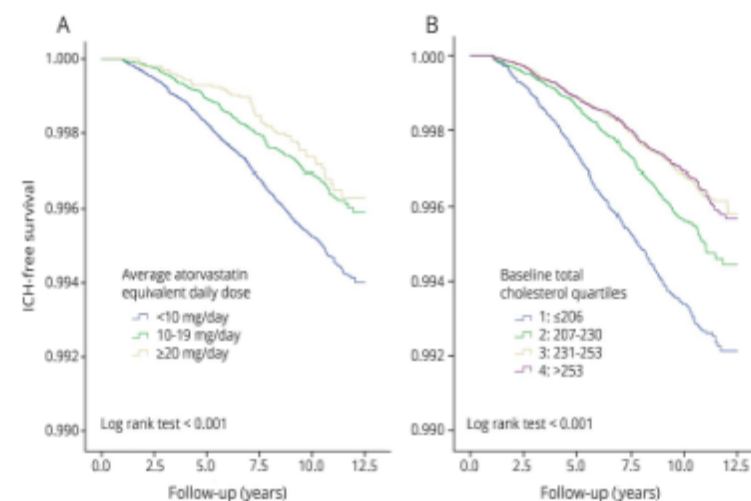 A
ICH-free survival
1.000
0.998
0.996
0.994
0.992
0.990
Average atorvastatin
equivalent daily dose
<10 mg/day
10-19 mg/day
≥20 mg/day
Log rank test < 0.001
0.0 2.5 5.0 7.5 10.0 12.5
Follow-up (years)
B
1.000
0.998
0.996
0.994
0.992
0.990
Baseline total
cholesterol quartiles
1: ≤206
2: 207-230
3: 231-253
4: >253
Log rank test < 0.001
0.0 2.5 5.0 7.5 10.0 12.5
Follow-up (years)